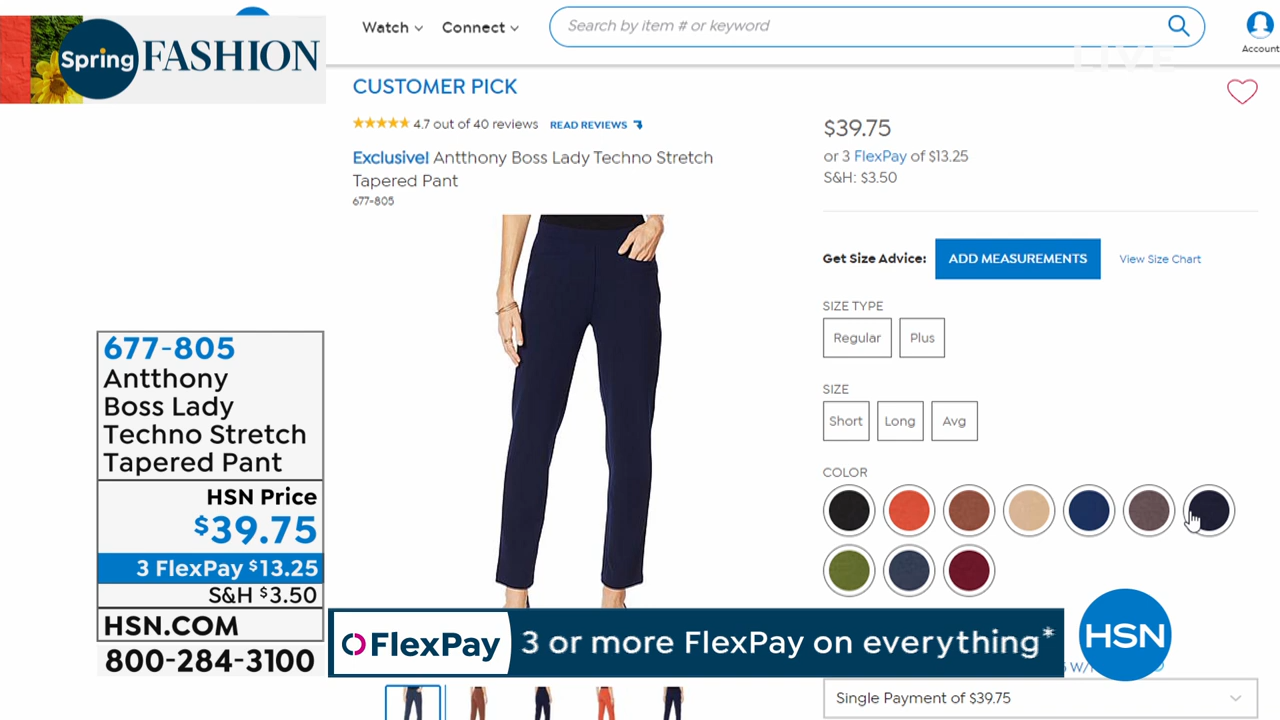 Spring FASHION
Watch
Connect
Search by item # or keyword
Account
LIVE
CUSTOMER PICK
4.7 out of 40 reviews READ REVIEWS
Exclusive! Antthony Boss Lady Techno Stretch
Tapered Pant
677-805
$39.75
or 3 FlexPay of $13.25
S&H: $3.50
Get Size Advice: ADD MEASUREMENTS View Size Chart
SIZE TYPE
Regular Plus
SIZE
Short Long Avg
COLOR
677-805
Antthony
Boss Lady
Techno Stretch
Tapered Pant
HSN Price
$39.75
3 FlexPay $13.25
S&H $3.50
HSN.COM
800-284-3100
FlexPay 3 or more FlexPay on everything*
HSN
Single Payment of $39.75